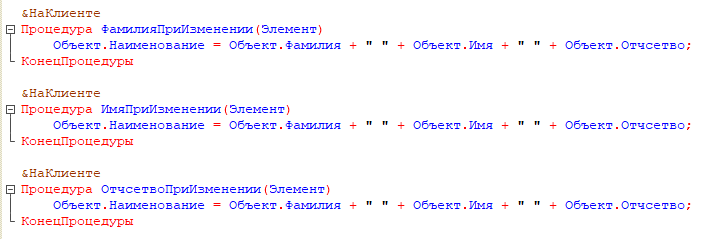 &НаКлиенте
Процедура ФамилияПриИзменении(Элемент)
Объект.Наименование = Объект.Фамилия + " " + Объект.Имя + " " + Объект.Отчсетво;
КонецПроцедуры
&НаКлиенте
Процедура ИмяПриИзменении(Элемент)
Объект.Наименование = Объект.Фамилия + " " + Объект.Имя + " " + Объект.Отчсетво;
КонецПроцедуры
&НаКлиенте
Процедура ОтчсетвоПриИзменении(Элемент)
Объект.Наименование = Объект.Фамилия + " " + Объект.Имя + " " + Объект.Отчсетво;
КонецПроцедуры